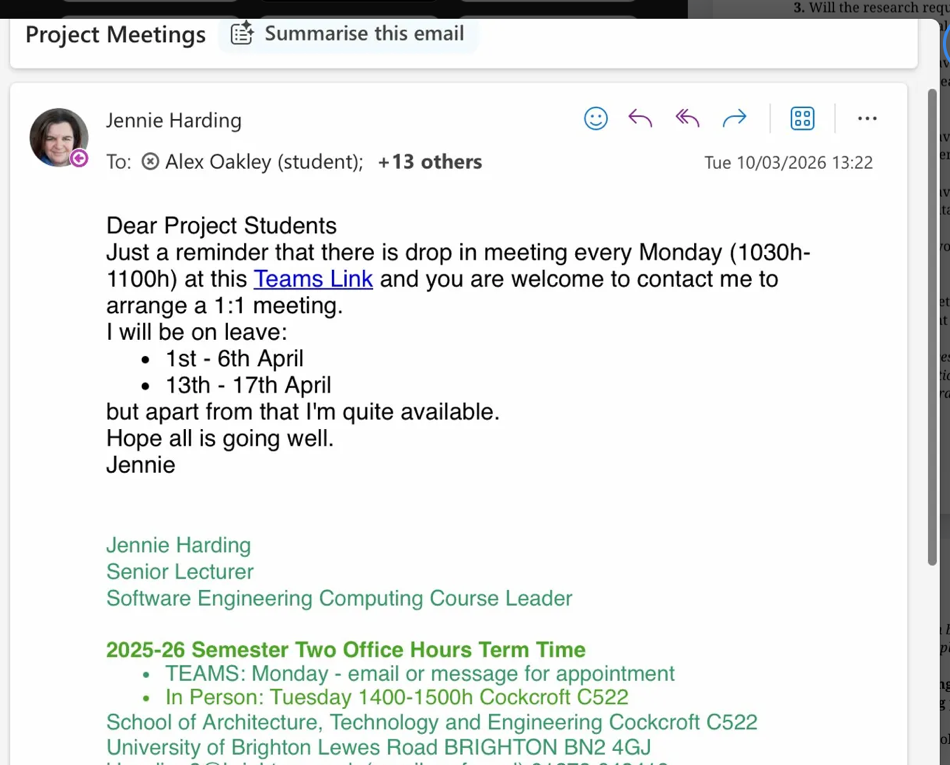 3. Will the research requ
Project Meetings
Summarise this email
Jennie Harding
To: Alex Oakley (student); +13 others
Tue 10/03/2026 13:22
Dear Project Students
Just a reminder that there is drop in meeting every Monday (1030h-
1100h) at this Teams Link and you are welcome to contact me to
arrange a 1:1 meeting.
I will be on leave:
• 1st - 6th April
• 13th - 17th April
but apart from that I'm quite available.
Hope all is going well.
Jennie
Jennie Harding
Senior Lecturer
Software Engineering Computing Course Leader
2025-26 Semester Two Office Hours Term Time
• TEAMS: Monday - email or message for appointment
• In Person: Tuesday 1400-1500h Cockcroft C522
School of Architecture, Technology and Engineering Cockcroft C522
University of Brighton Lewes Road BRIGHTON BN2 4GJ